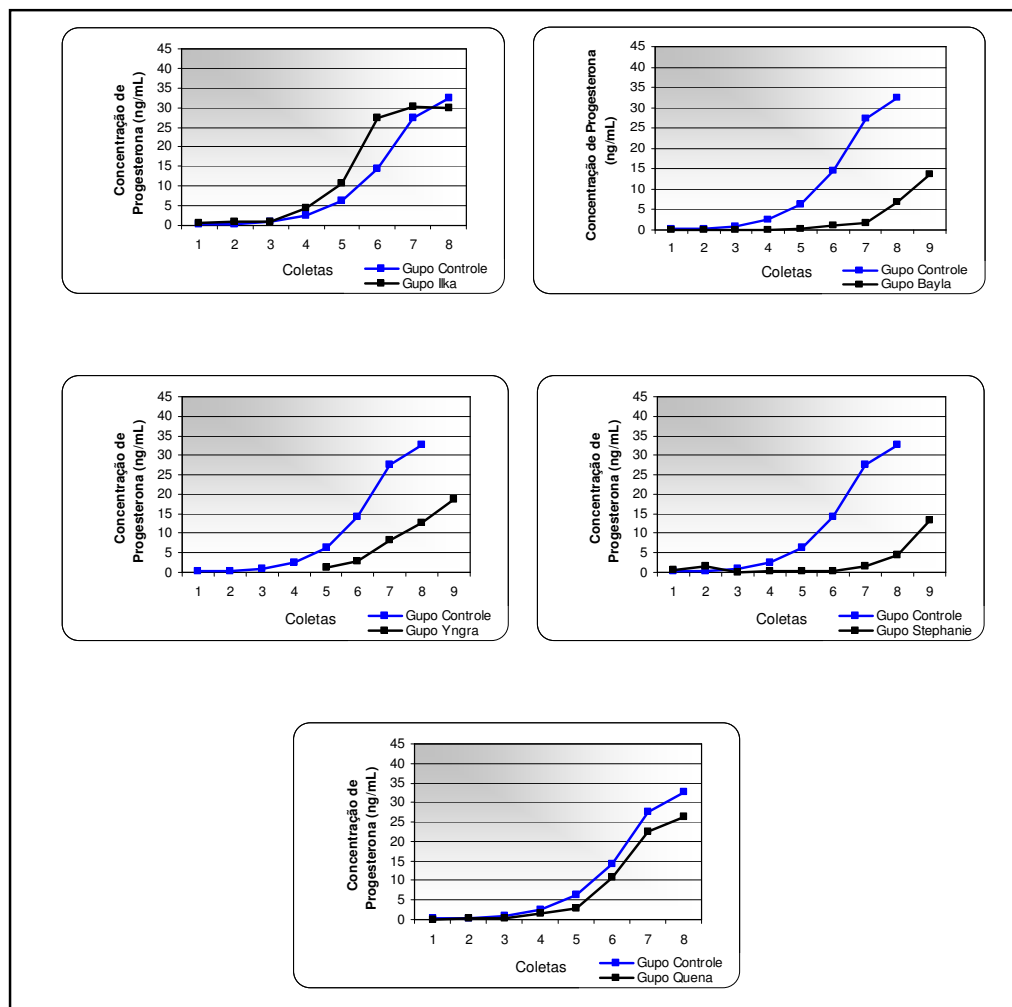 Concentração de
Progesterona (ng/mL)
45
40
35
30
25
20
15
10
5
0
1 2 3 4 5 6 7 8
Coletas
Gupo Controle
Gupo Ilka
Concentração de Progesterona
(ng/mL)
45
40
35
30
25
20
15
10
5
0
1 2 3 4 5 6 7 8 9
Coletas
Gupo Controle
Gupo Bayla
Concentração de
Progesterona (ng/mL)
45
40
35
30
25
20
15
10
5
0
1 2 3 4 5 6 7 8 9
Coletas
Gupo Controle
Gupo Yngra
Concentração de
Progesterona (ng/mL)
45
40
35
30
25
20
15
10
5
0
1 2 3 4 5 6 7 8 9
Coletas
Gupo Controle
Gupo Stephanie
Concentração de
Progesterona (ng/mL)
45
40
35
30
25
20
15
10
5
0
1 2 3 4 5 6 7 8
Coletas
Gupo Controle
Gupo Quena